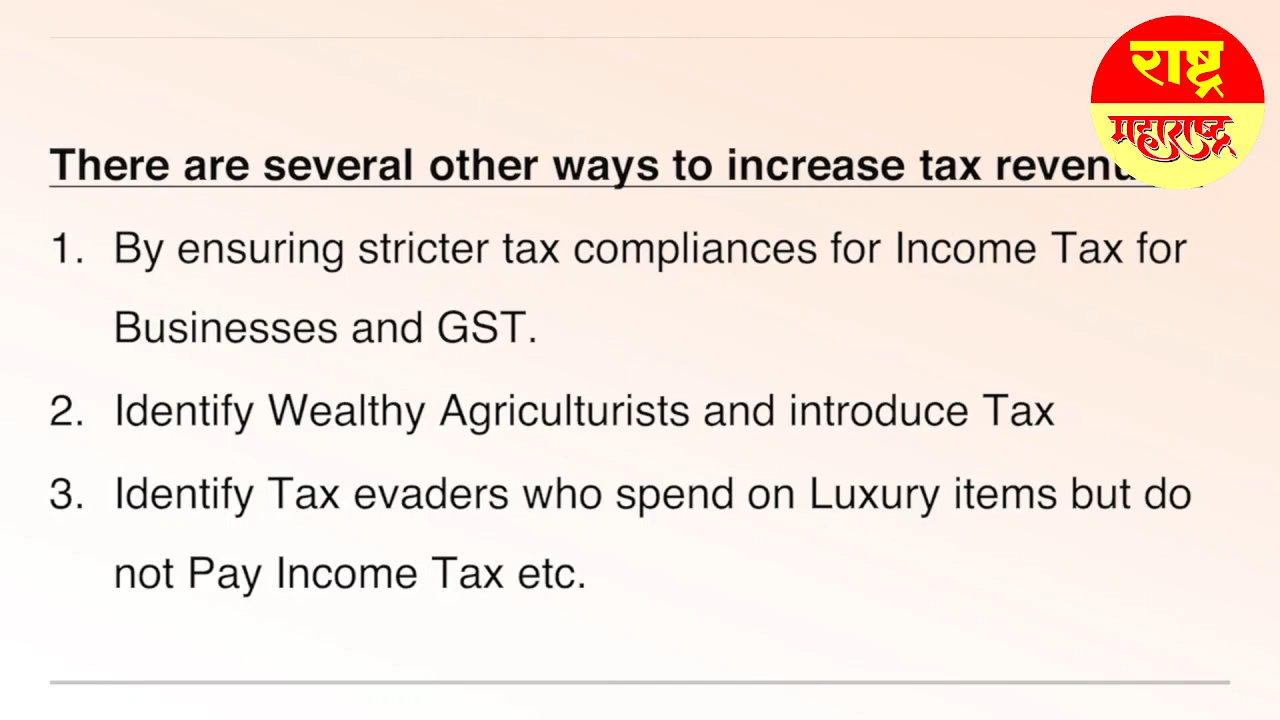 राष्ट्र
महाराष्ट्र
There are several other ways to increase tax
1. By ensuring stricter tax compliances for Income Tax for
Businesses and GST.
2. Identify Wealthy Agriculturists and introduce Tax
3. Identify Tax evaders who spend on Luxury items but do
not Pay Income Tax etc.